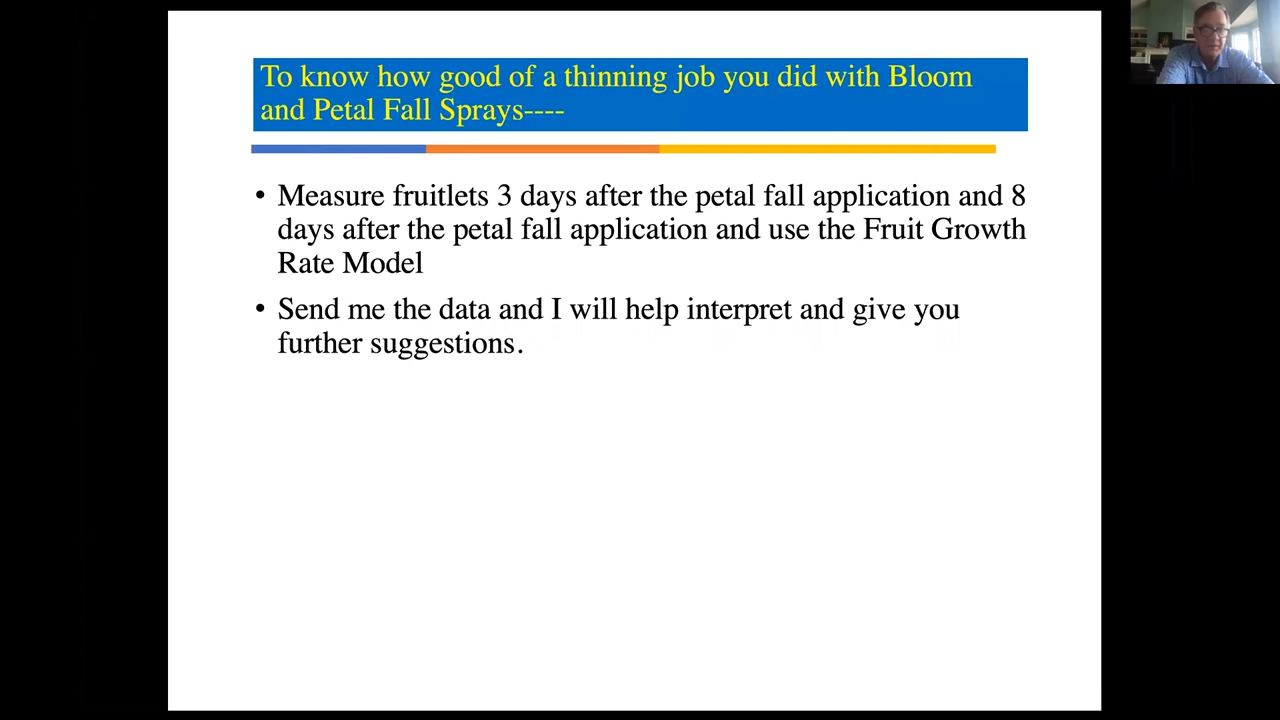 To know how good of a thinning job you did with Bloom
and Petal Fall Sprays----
• Measure fruitlets 3 days after the petal fall application and 8
days after the petal fall application and use the Fruit Growth
Rate Model
• Send me the data and I will help interpret and give you
further suggestions.